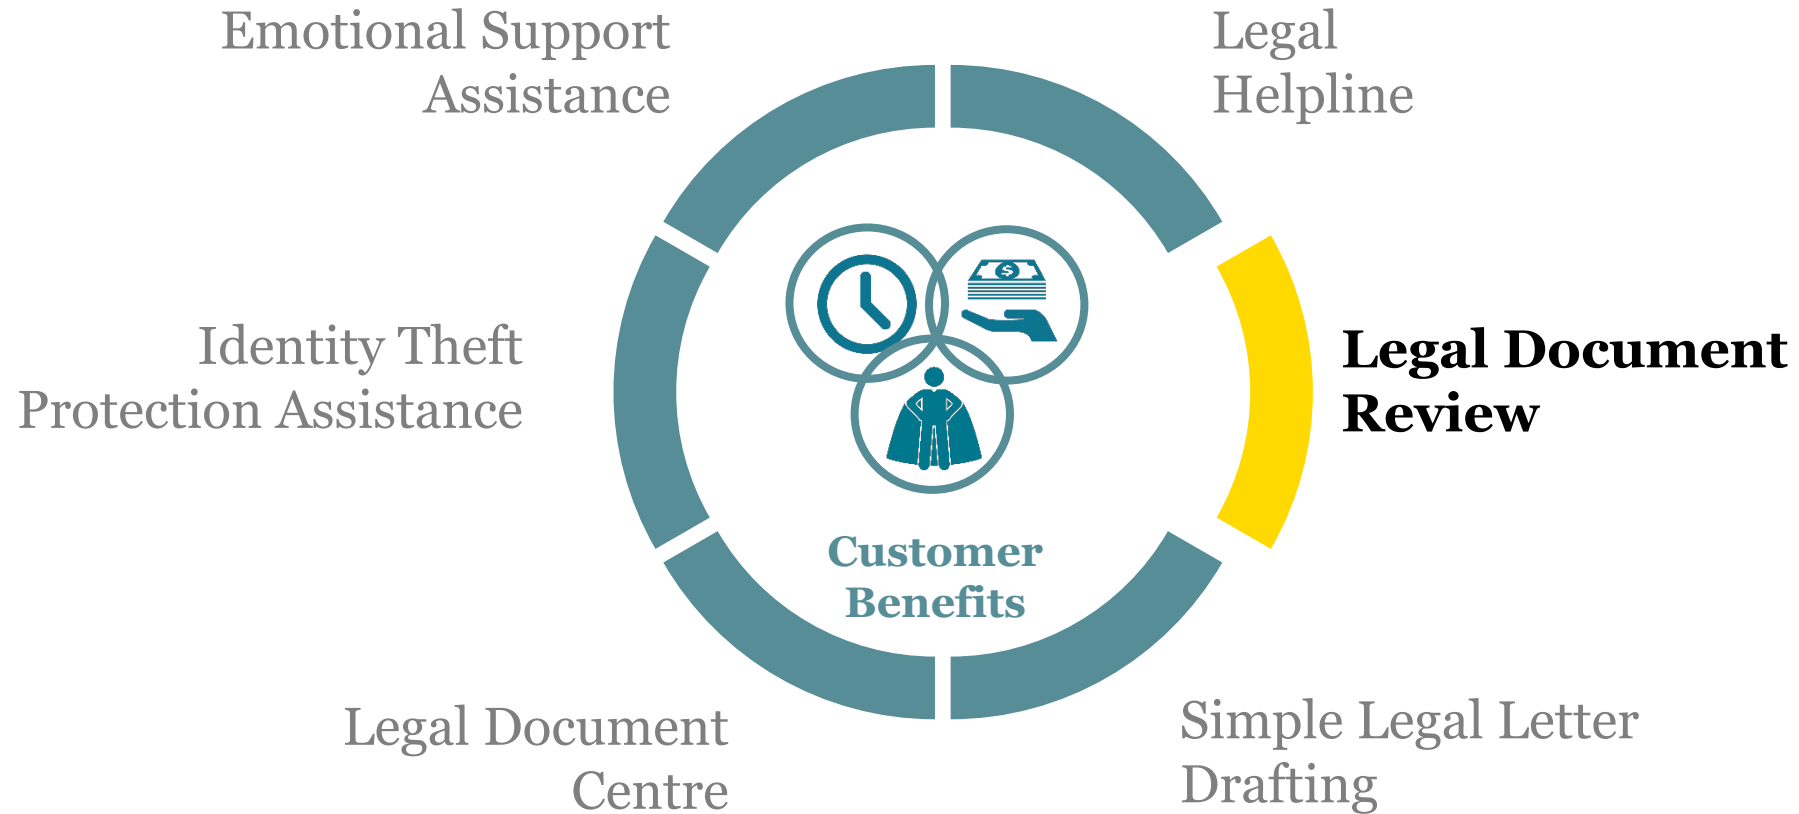 Emotional Support
Assistance
Legal
Helpline
Identity Theft
Protection Assistance
Legal Document
Review
Customer
Benefits
Legal Document
Centre
Simple Legal Letter
Drafting